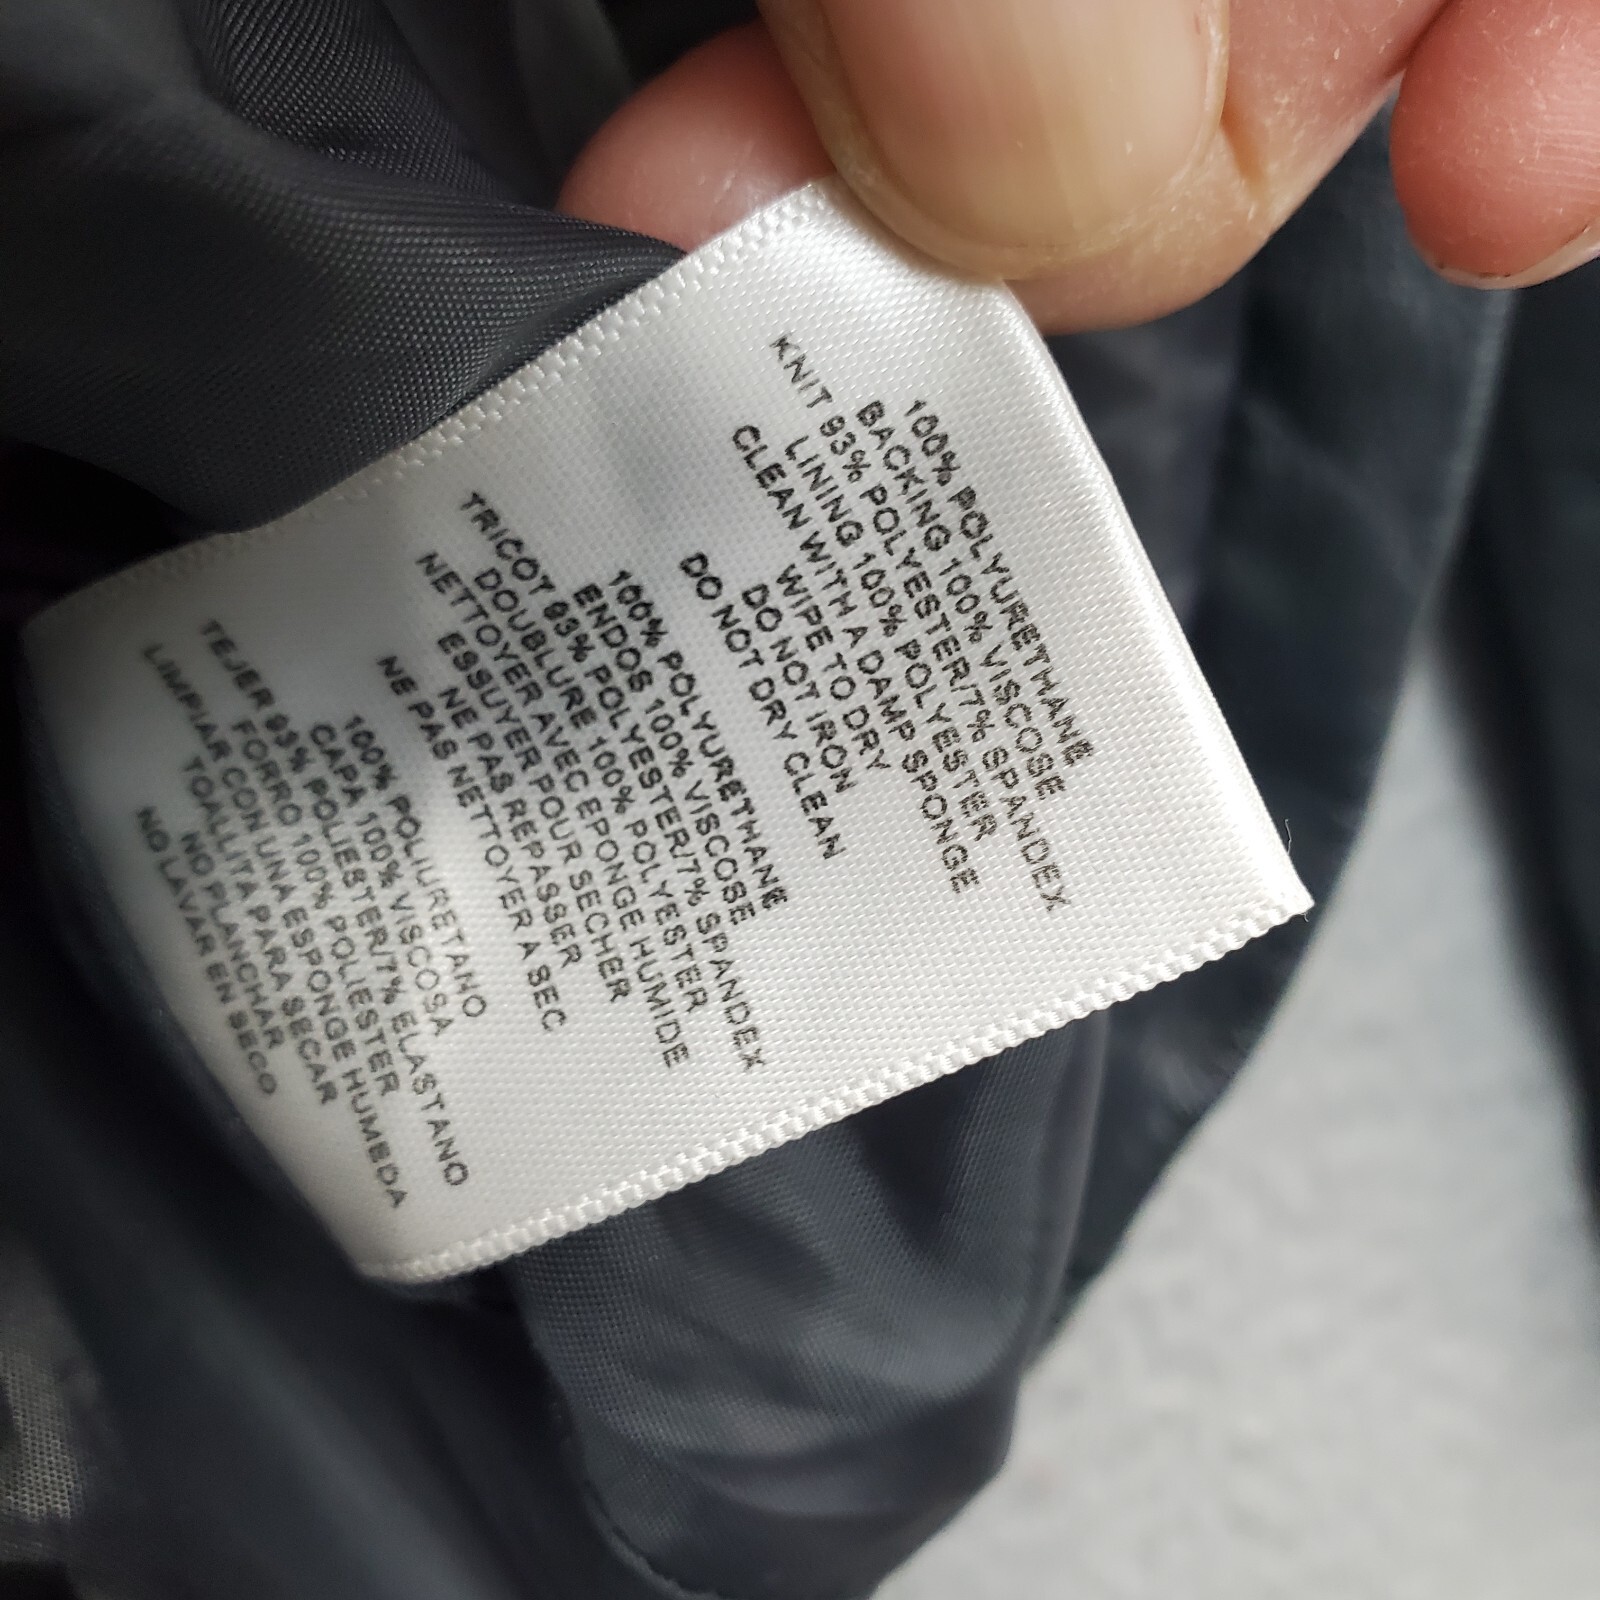 100% POLYURETHANE
BACKING 100% VISCOSE
KNIT 93% POLYESTER/7% SPANDEX
LINING 100% POLYESTER
CLEAN WITH A DAMP SPONGE
WIPE TO DRY
DO NOT IRON
DO NOT DRY CLEAN
100% POLYURETHANE
ENDOS 100% VISCOSE
TRICOT 93% POLYESTER/7% SPANDEX
DOUBLURE 100% POLYESTER
NETTOYER AVEC EPONGE HUMIDE
ESSUYER POUR SECHER
NE PAS REPASSER
NE PAS NETTOYER A SEC
100% POLIURETANO
CAPA 100% VISCOSA
TEJER 93% POLIESTER/7% ELASTANO
FORRO 100% POLIESTER
LIMPIAR CON UNA ESPONGE HUMEDA
TOALLITA PARA SECAR
NO PLANCHAR
NO LAVAR EN SECO